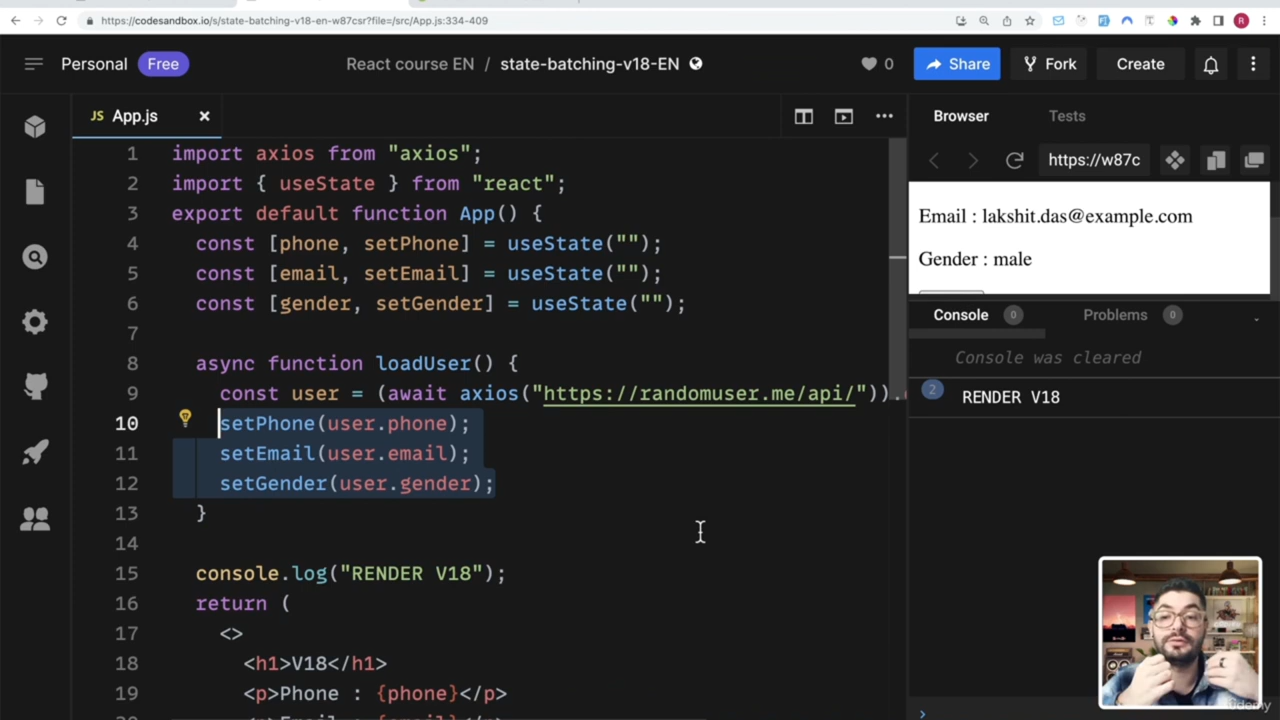 https://codesandbox.io/s/state-batching-v18-en-w87csr?file=/src/App.js:334-409
R
Personal Free React course EN / state-batching-v18-EN 0 Share Fork Create
JS App.js
Browser Tests
https://w87c
1 import axios from "axios";
2 import { useState } from "react";
3 export default function App() {
4 const [phone, setPhone] = useState("");
5 const [email, setEmail] = useState("");
6 const [gender, setGender] = useState("");
7
8 async function loadUser() {
9 const user = (await axios("https://randomuser.me/api/")).
10 setPhone(user.phone);
11 setEmail(user.email);
12 setGender(user.gender);
13 }
14
15 console.log("RENDER V18");
16 return (
17 <>
18 <h1>V18</h1>
19 <p>Phone : {phone}</p>
Email : lakshit.das@example.com
Gender : male
Console 0 Problems 0
Console was cleared
2 RENDER V18